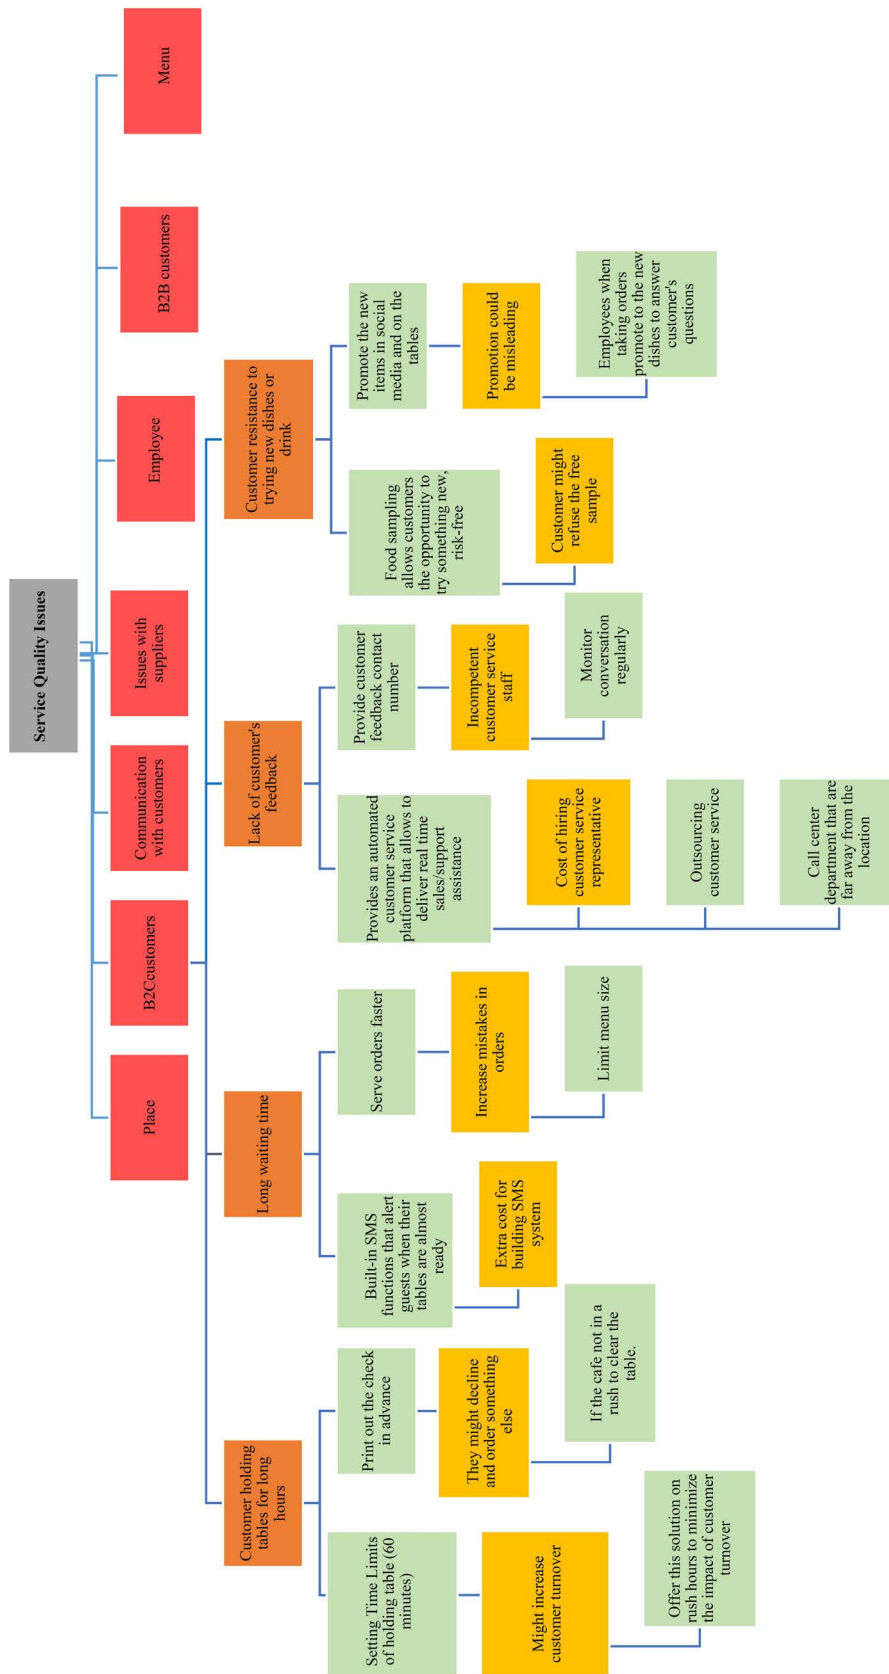 Service Quality Issues
Place
B2Ccustomers
Communication
with customers
Issues with
suppliers
Employee
B2B customers
Menu
Customer holding
tables for long
hours
Long waiting time
Lack of customer's
feedback
Customer resistance to
trying new dishes or
drink
Setting Time Limits
of holding table (60
minutes)
Might increase
customer turnover
Offer this solution on
rush hours to minimize
the impact of customer
turnover
Print out the check
in advance
They might decline
and order something
else
If the cafe not in a
rush to clear the
table.
Built-in SMS
functions that alert
guests when their
tables are almost
ready
Extra cost for
building SMS
system
Serve orders faster
Increase mistakes in
orders
Limit menu size
Provides an automated
customer service
platform that allows to
deliver real time
sales/support
assistance
Cost of hiring
customer service
representative
Outsourcing
customer service
Call center
department that are
far away from the
location
Provide customer
feedback contact
number
Incompetent
customer service
staff
Monitor
conversation
regularly
Food sampling
allows customers
the opportunity to
try something new,
risk-free
Customer might
refuse the free
sample
Promote the new
items in social
media and on the
tables
Promotion could
be misleading
Employees when
taking orders
promote to the new
dishes to answer
customer's
questions